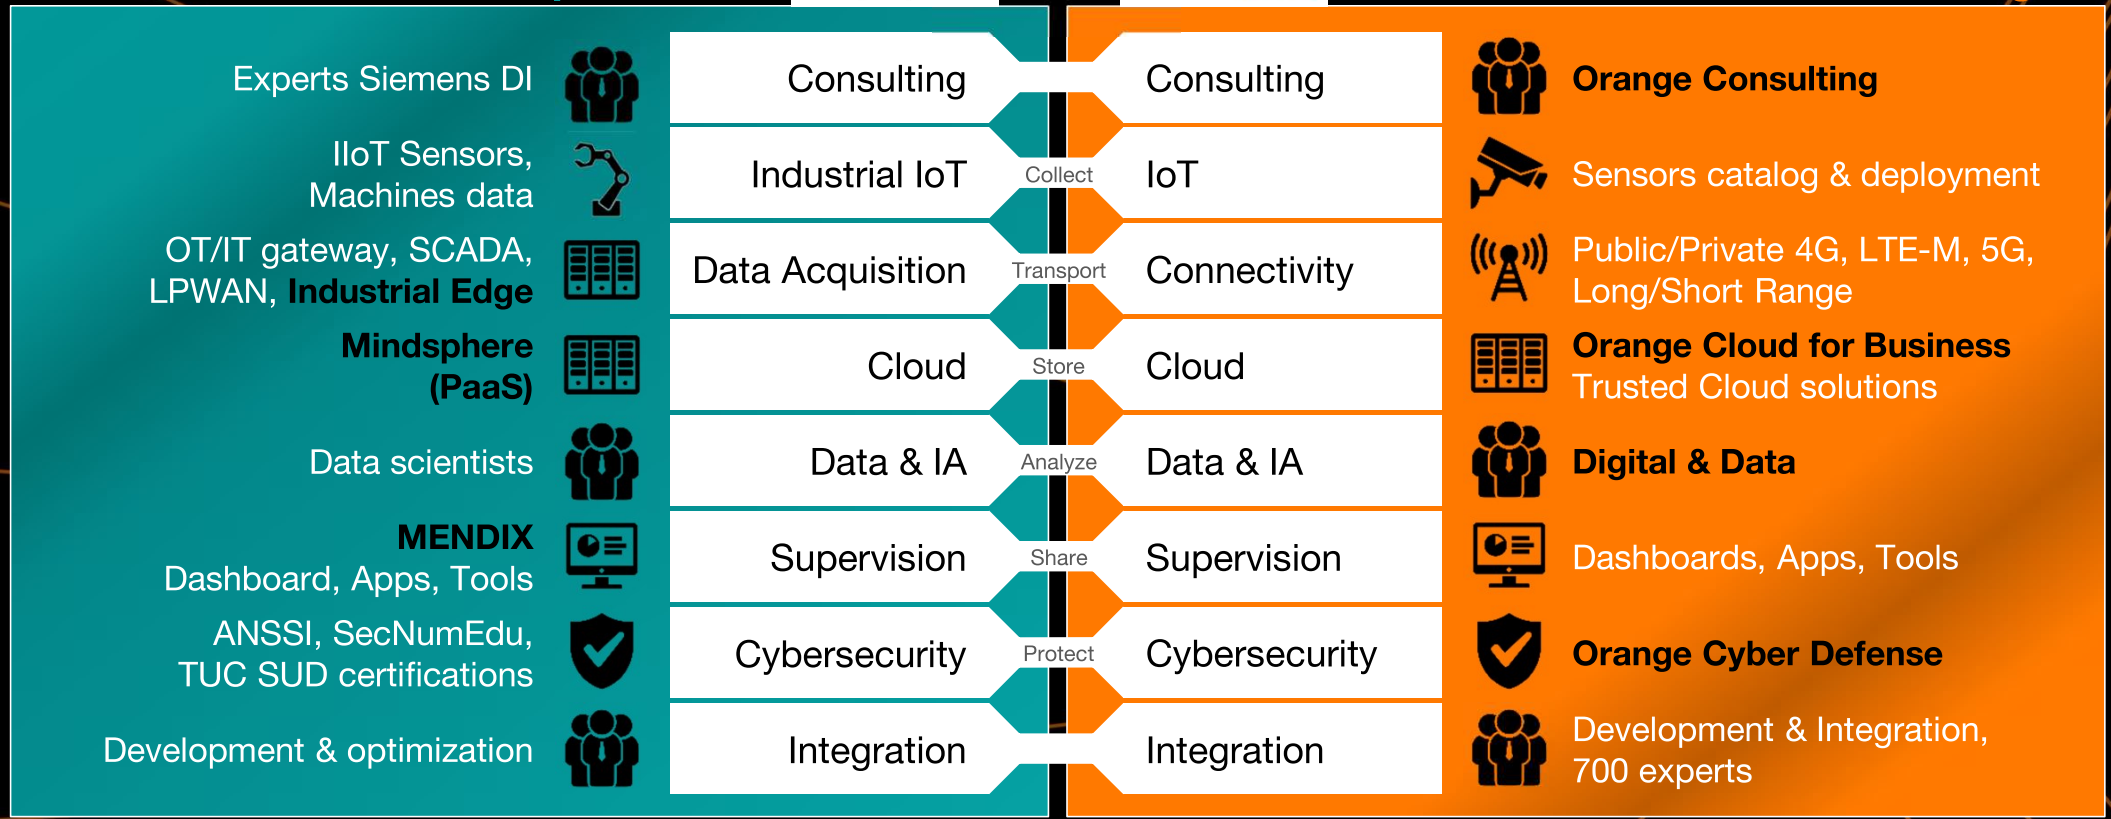 Experts Siemens DI
Consulting
Consulting
Orange Consulting
IIoT Sensors,
Machines data
Industrial IoT
Collect
IoT
Sensors catalog & deployment
OT/IT gateway, SCADA,
LPWAN, Industrial Edge
Data Acquisition
Transport
Connectivity
Public/Private 4G, LTE-M, 5G,
Long/Short Range
Mindsphere
(PaaS)
Cloud
Store
Cloud
Orange Cloud for Business
Trusted Cloud solutions
Data scientists
Data & IA
Analyze
Data & IA
Digital & Data
MENDIX
Dashboard, Apps, Tools
Supervision
Share
Supervision
Dashboards, Apps, Tools
ANSSI, SecNumEdu,
TUC SUD certifications
Cybersecurity
Protect
Cybersecurity
Orange Cyber Defense
Development & optimization
Integration
Integration
Development & Integration,
700 experts